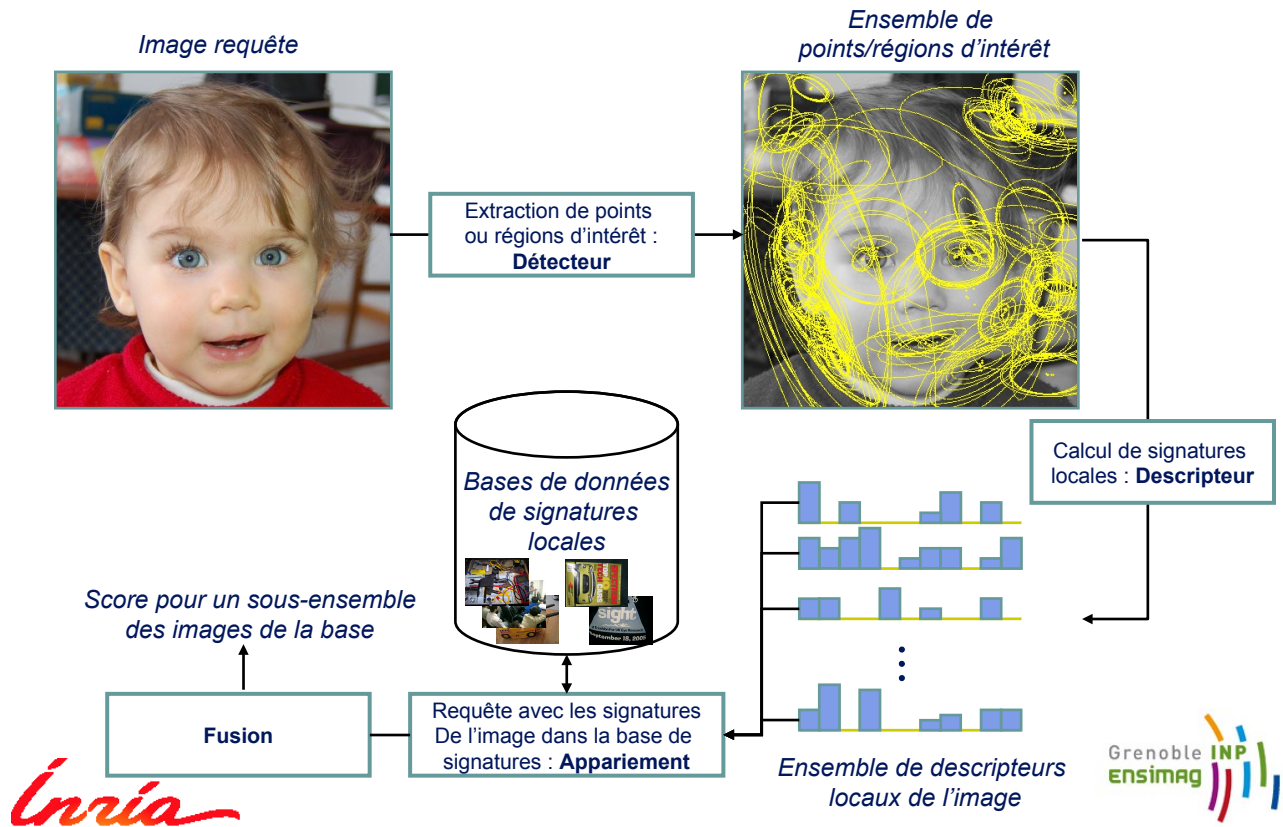 Image requête
Ensemble de
points/régions d’intérêt
Extraction de points
ou régions d’intérêt :
Détecteur
Calcul de signatures
locales : Descripteur
Bases de données
de signatures
locales
sight
September 18, 2005
Score pour un sous-ensemble
des images de la base
Fusion
Requête avec les signatures
De l’image dans la base de
signatures : Appariement
Ensemble de descripteurs
locaux de l’image
Inria
Grenoble INP
ENSIMAG